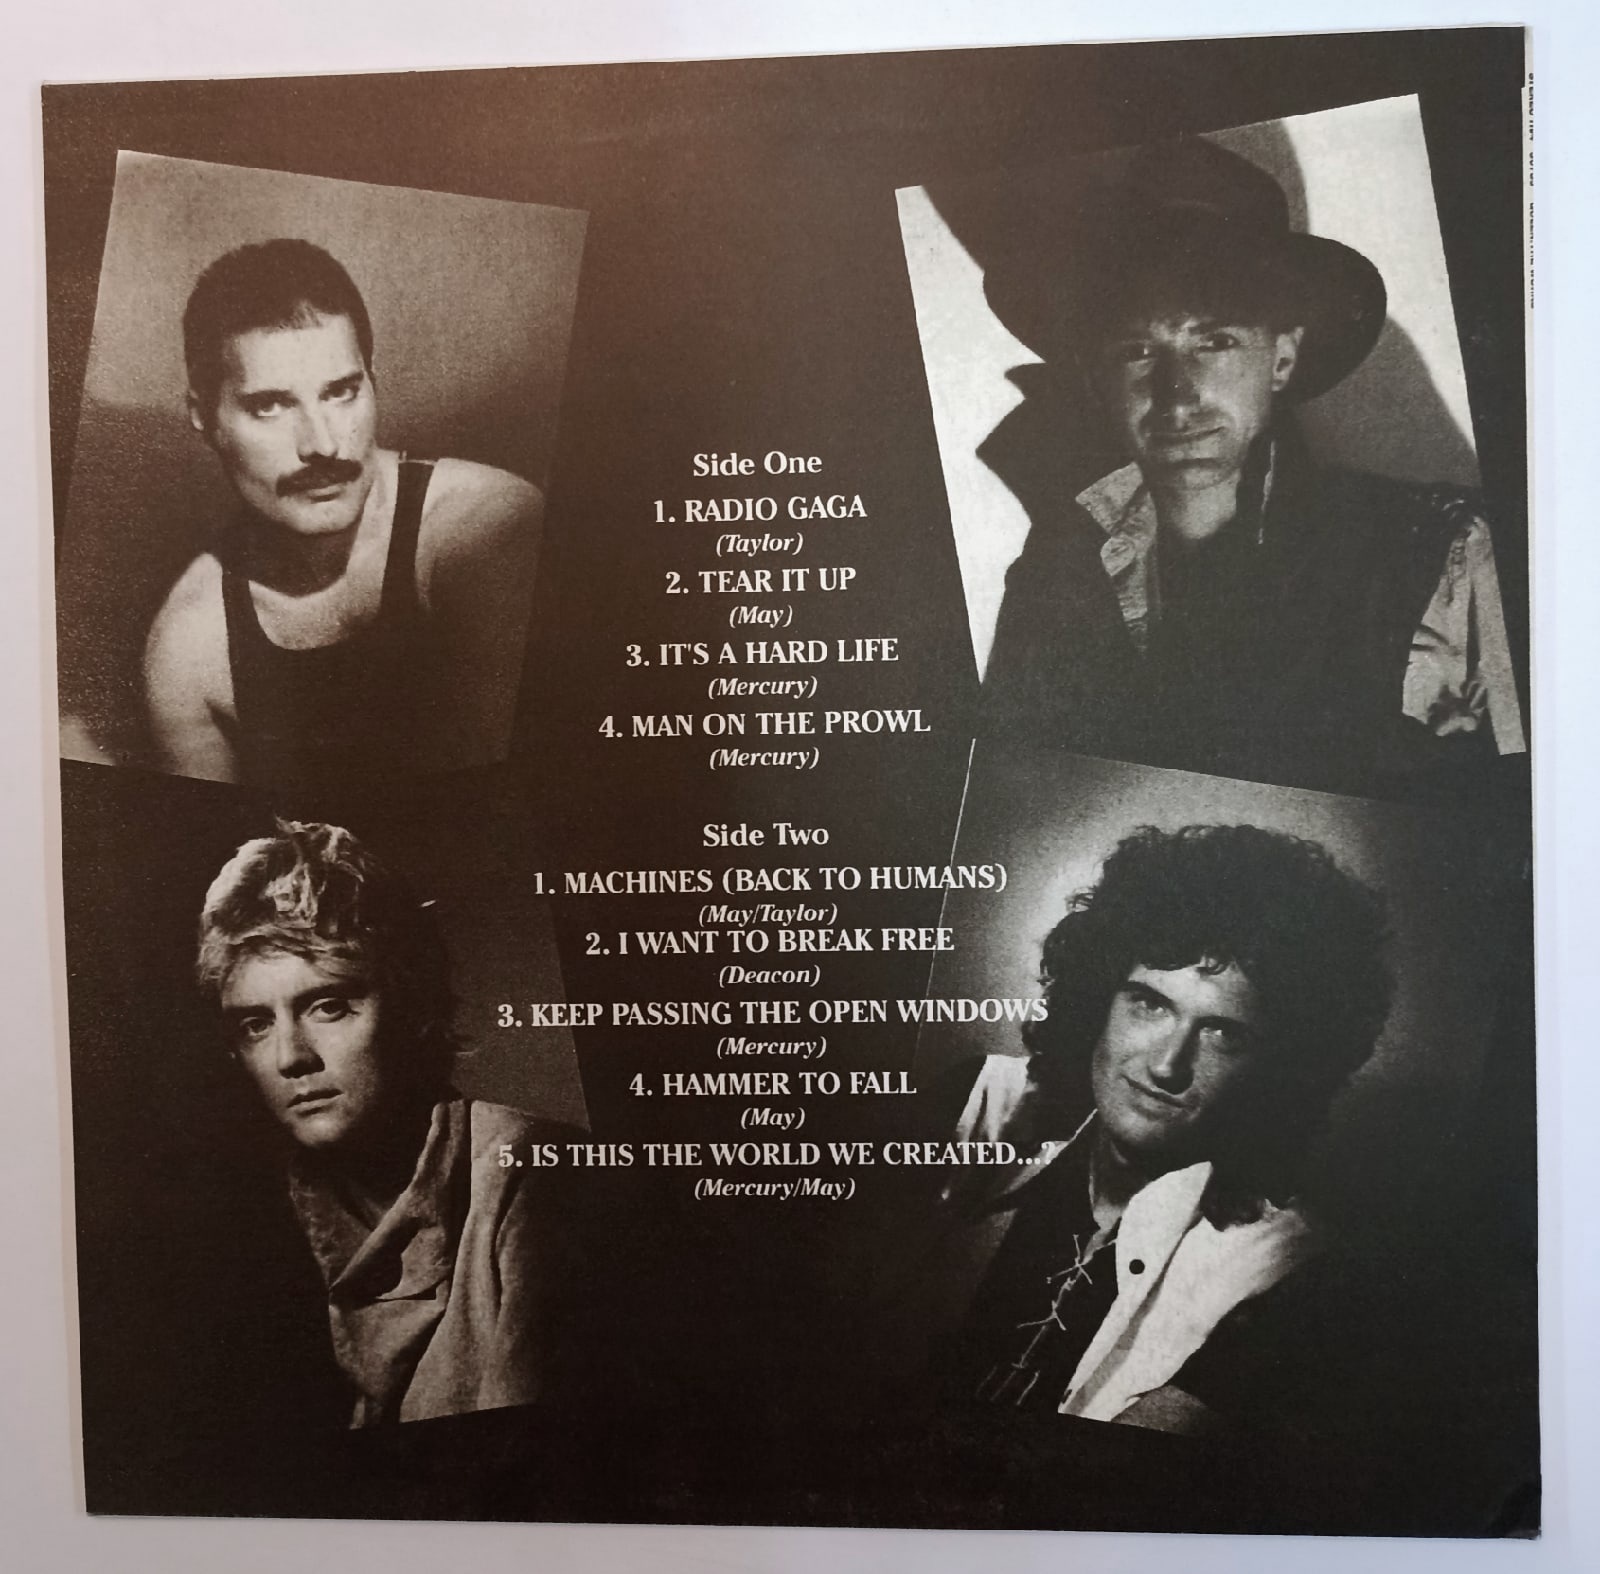 Side One
1. RADIO GAGA
(Taylor)
2. TEAR IT UP
(May)
3. IT'S A HARD LIFE
(Mercury)
4. MAN ON THE PROWL
(Mercury)
Side Two
1. MACHINES (BACK TO HUMANS)
(May/Taylor)
2. I WANT TO BREAK FREE
(Deacon)
3. KEEP PASSING THE OPEN WINDOWS
(Mercury)
4. HAMMER TO FALL
(May)
5. IS THIS THE WORLD WE CREATED...?
(Mercury/May)